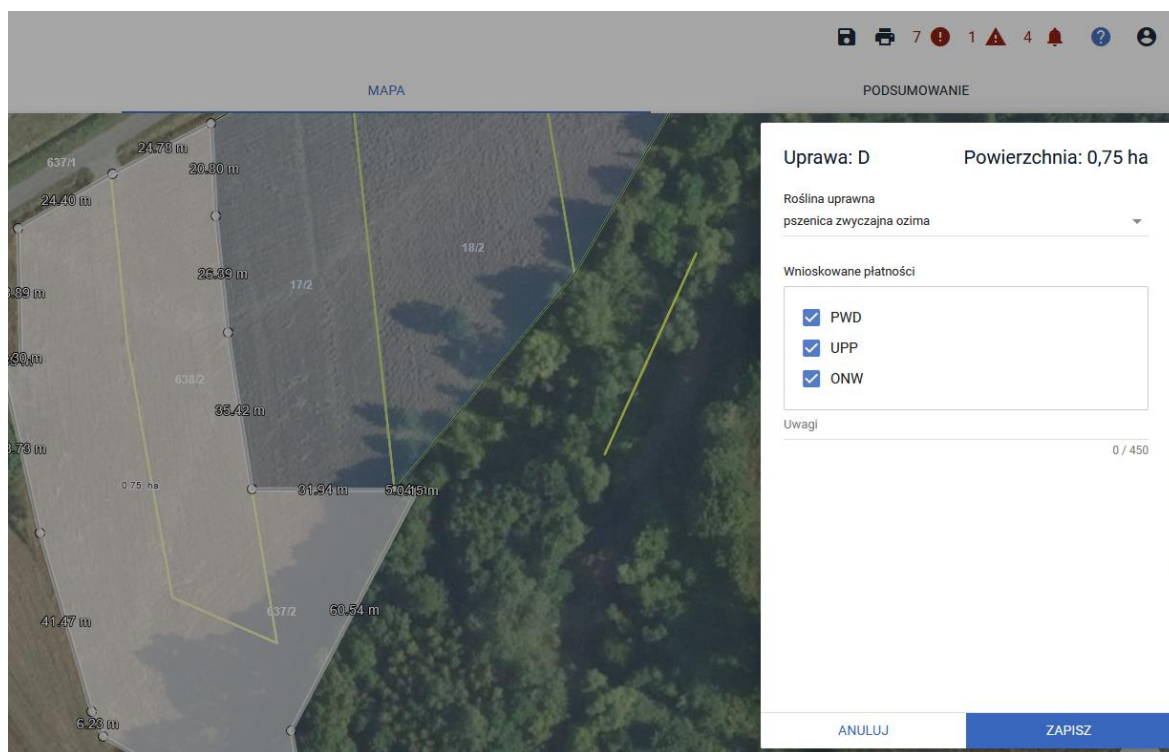 7 1 4
MAPA
PODSUMOWANIE
637/1
24.78 m
20.80 m
24.40 m
18/2
26.39 m
17/2
638/2
35.42 m
0.75 ha
31.94 m
637/2
60.54 m
41.47 m
6.23 m
Uprawa: D Powierzchnia: 0,75 ha
Roślina uprawna
pszenica zwyczajna ozima
Wnioskowane płatności
PWD
UPP
ONW
Uwagi
0 / 450
ANULUJ ZAPISZ